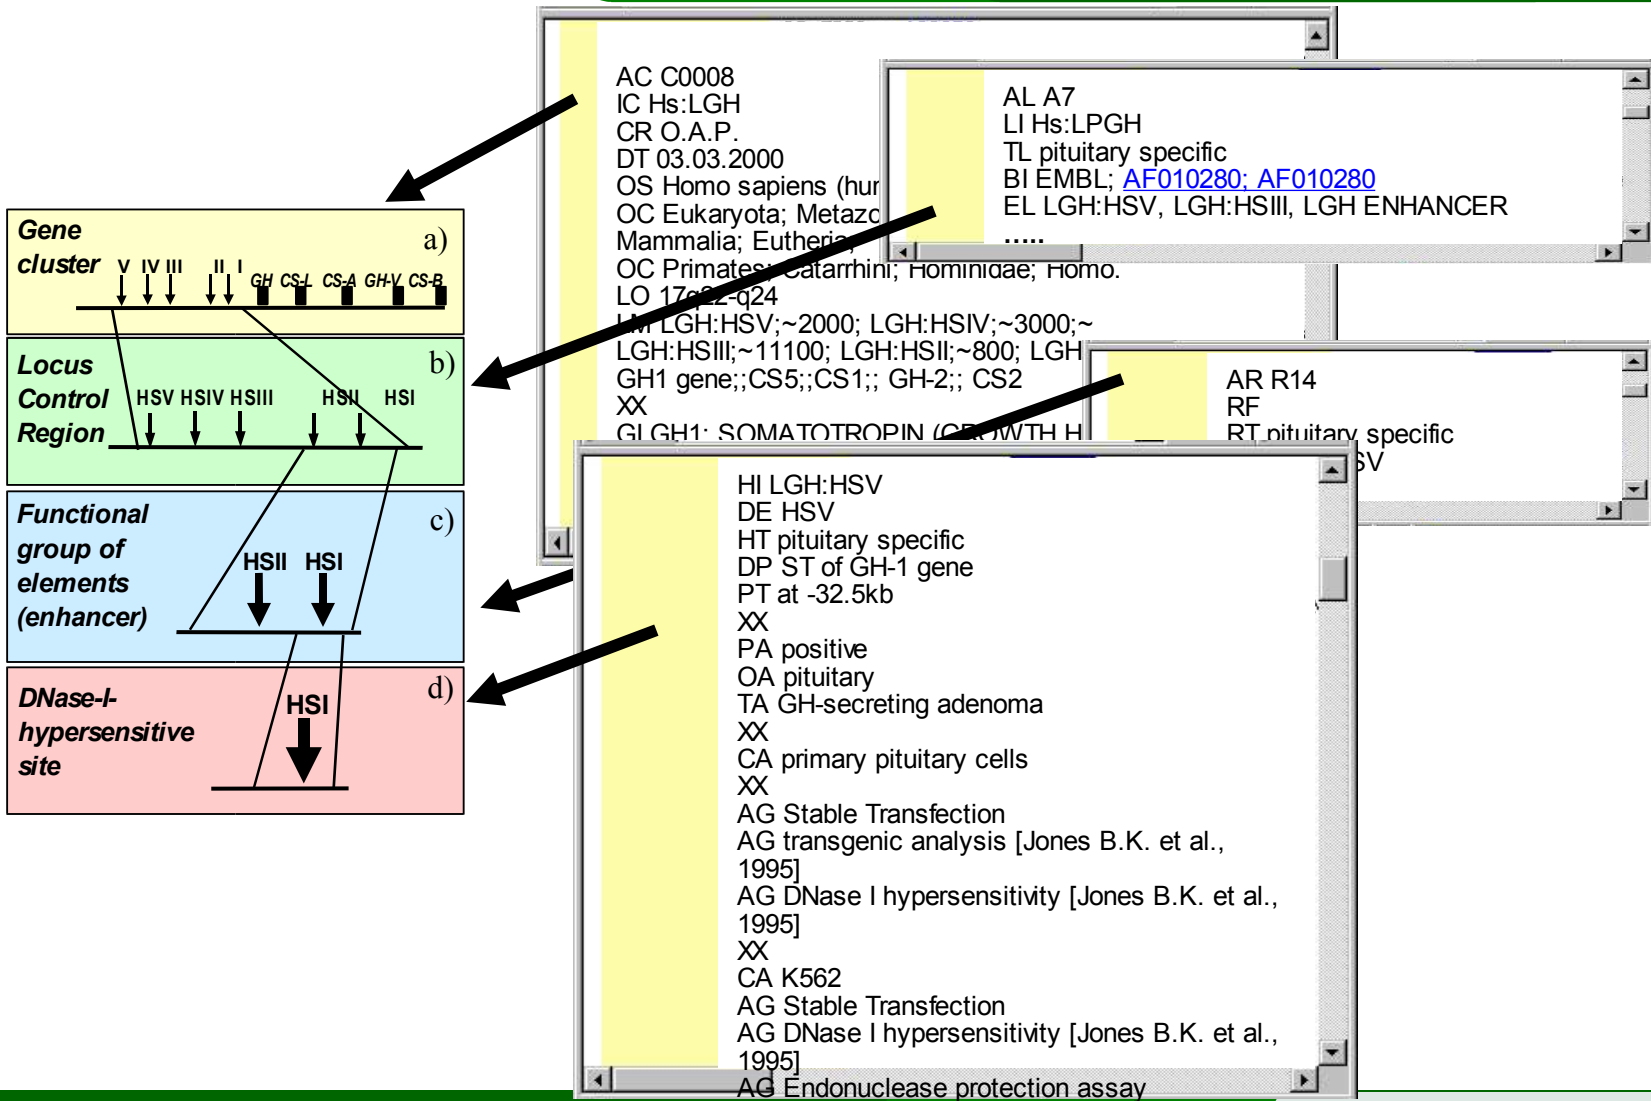 Gene
cluster
a)
V IV III II I
GH CS-L CS-A GH-V CS-B
Locus
Control
Region
b)
HSV HSIV HSIII HSII HSI
Functional
group of
elements
(enhancer)
c)
HSII HSI
DNase-I-
hypersensitive
site
d)
HSI
AC C0008
IC Hs:LGH
CR O.A.P.
DT 03.03.2000
OS Homo sapiens
OC Eukaryota;
Mammalia; Eutheria;
OC Primates; Catarrhini; Hominidae; Homo.
LO 17q22-q24
LM LGH:HSV;~2000; LGH:HSIV;~3000;~
LGH:HSIII;~11100; LGH:HSII;~800; LGH
GH1 gene;;CS5;;CS1;; GH-2;; CS2
XX
GI GH1; SOMATOTROPIN (GROWTH H
AL A7
LI Hs:LPGH
TL pituitary specific
BI EMBL; AF010280; AF010280
EL LGH:HSV, LGH:HSIII, LGH ENHANCER
.....
AR R14
RF
RT pituitary specific
SV
HI LGH:HSV
DE HSV
HT pituitary specific
DP ST of GH-1 gene
PT at -32.5kb
XX
PA positive
OA pituitary
TA GH-secreting adenoma
XX
CA primary pituitary cells
XX
AG Stable Transfection
AG transgenic analysis [Jones B.K. et al.,
1995]
AG DNase I hypersensitivity [Jones B.K. et al.,
1995]
XX
CA K562
AG Stable Transfection
AG DNase I hypersensitivity [Jones B.K. et al.,
1995]
AG Endonuclease protection assay